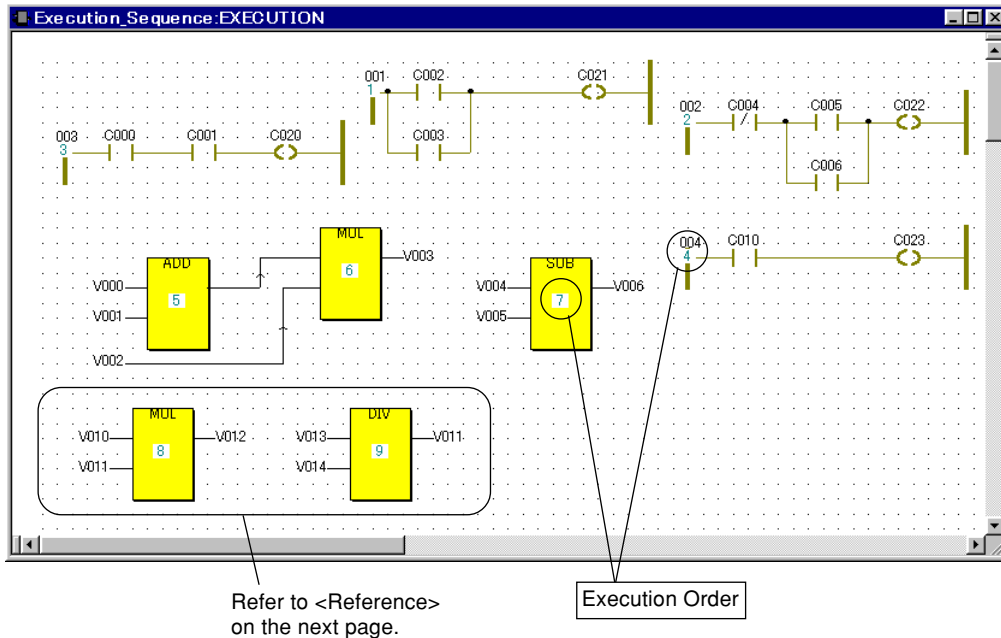 Execution_Sequence:EXECUTION
001 C002 C021
1
C003
002 C004 C005 C022
2
C006
003 C000 C001 C020
3
004 C010 C023
4
ADD
V000
5
V001
MUL
V003
6
V002
SUB
V004 V006
7
V005
MUL
V010 V012
8
V011
DIV
V013 V011
9
V014
Refer to <Reference>
on the next page.
Execution Order